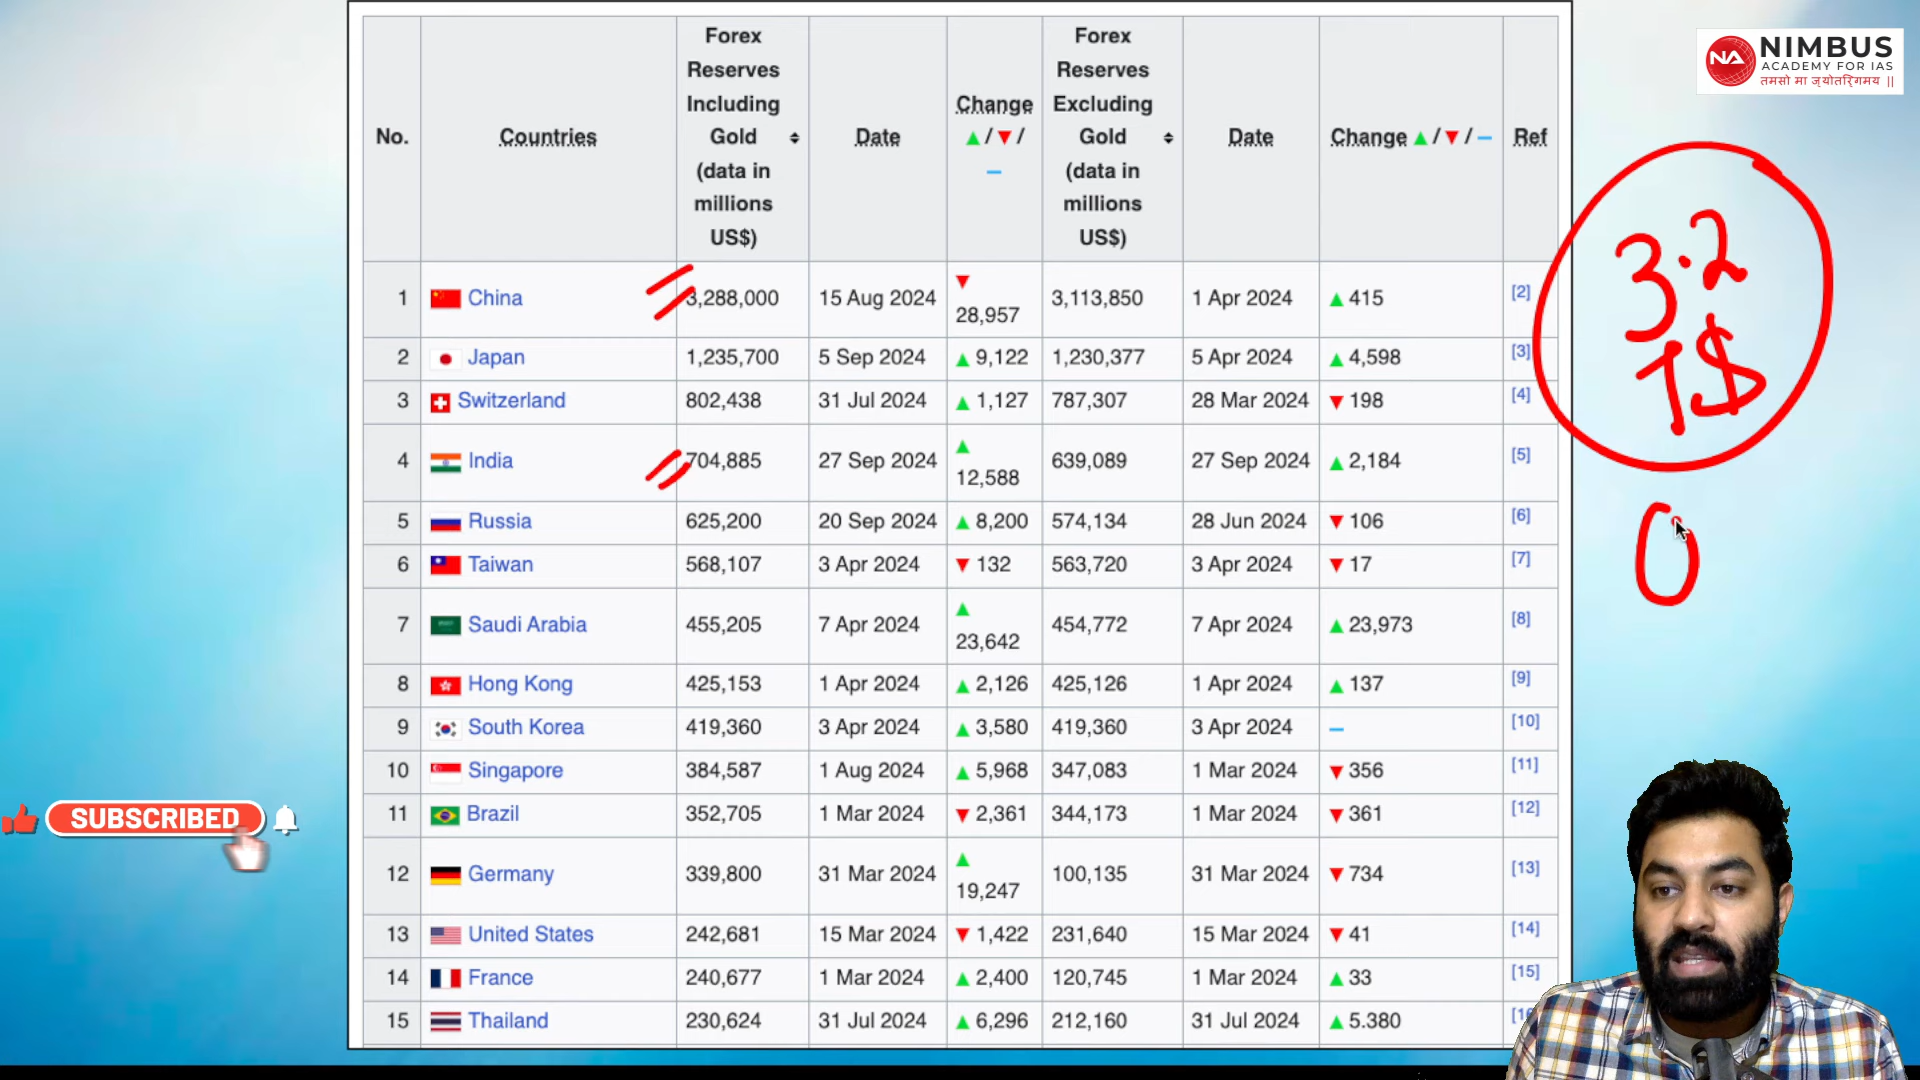 No.
Countries
Forex Reserves Including Gold (data in millions US$)
Date
Change ▲/▼/–
Forex Reserves Excluding Gold (data in millions US$)
Date
Change ▲/▼/–
Ref
1 China 3,288,000 15 Aug 2024 ▼ 28,957 3,113,850 1 Apr 2024 ▲ 415 [2]
2 Japan 1,235,700 5 Sep 2024 ▲ 9,122 1,230,377 5 Apr 2024 ▲ 4,598 [3]
3 Switzerland 802,438 31 Jul 2024 ▲ 1,127 787,307 28 Mar 2024 ▼ 198 [4]
4 India 704,885 27 Sep 2024 ▲ 12,588 639,089 27 Sep 2024 ▲ 2,184 [5]
5 Russia 625,200 20 Sep 2024 ▲ 8,200 574,134 28 Jun 2024 ▼ 106 [6]
6 Taiwan 568,107 3 Apr 2024 ▼ 132 563,720 3 Apr 2024 ▼ 17 [7]
7 Saudi Arabia 455,205 7 Apr 2024 ▲ 23,642 454,772 7 Apr 2024 ▲ 23,973 [8]
8 Hong Kong 425,153 1 Apr 2024 ▲ 2,126 425,126 1 Apr 2024 ▲ 137 [9]
9 South Korea 419,360 3 Apr 2024 ▲ 3,580 419,360 3 Apr 2024 – [10]
10 Singapore 384,587 1 Aug 2024 ▲ 5,968 347,083 1 Mar 2024 ▼ 356 [11]
11 Brazil 352,705 1 Mar 2024 ▼ 2,361 344,173 1 Mar 2024 ▼ 361 [12]
12 Germany 339,800 31 Mar 2024 ▲ 19,247 100,135 31 Mar 2024 ▼ 734 [13]
13 United States 242,681 15 Mar 2024 ▼ 1,422 231,640 15 Mar 2024 ▼ 41 [14]
14 France 240,677 1 Mar 2024 ▲ 2,400 120,745 1 Mar 2024 ▲ 33 [15]
15 Thailand 230,624 31 Jul 2024 ▲ 6,296 212,160 31 Jul 2024 ▲ 5.380
NA NIMBUS
ACADEMY FOR IAS
तमसो मा ज्योतर्गिमय ||
3.2
T$
0
SUBSCRIBED